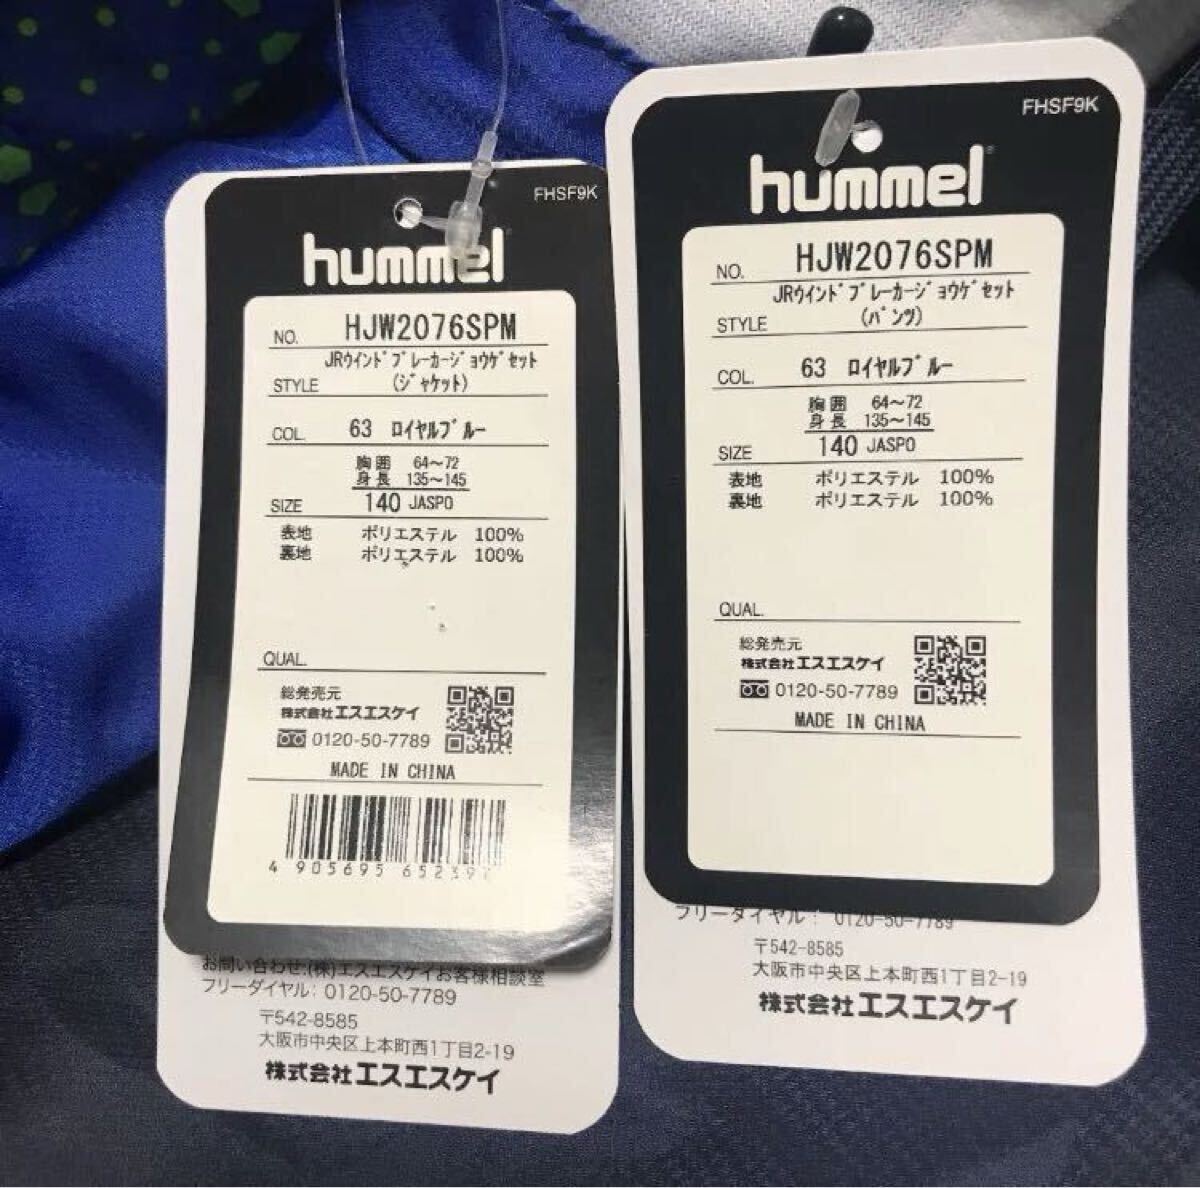 FHSF9K
hummel
NO. HJW2076SPM
JRウインドブレーカージョウゲセット
STYLE (ジャケット)
COL. 63 ロイヤルブルー
胸囲 64～72
身長 135～145
SIZE 140 JASPO
表地 ポリエステル 100%
裏地 ポリエステル 100%
QUAL.
総発売元
株式会社エスエスケイ
0120-50-7789
MADE IN CHINA
4 905695 65239
お問い合わせ:(株)エスエスケイお客様相談室
フリーダイヤル: 0120-50-7789
〒542-8585
大阪市中央区上本町西1丁目2-19
株式会社エスエスケイ
FHSF9K
hummel
NO. HJW2076SPM
JRウインドブレーカージョウゲセット
STYLE (パンツ)
COL. 63 ロイヤルブルー
胸囲 64～72
身長 135～145
SIZE 140 JASPO
表地 ポリエステル 100%
裏地 ポリエステル 100%
QUAL.
総発売元
株式会社エスエスケイ
0120-50-7789
MADE IN CHINA
フリーダイヤル: 0120-50-7789
〒542-8585
大阪市中央区上本町西1丁目2-19
株式会社エスエスケイ